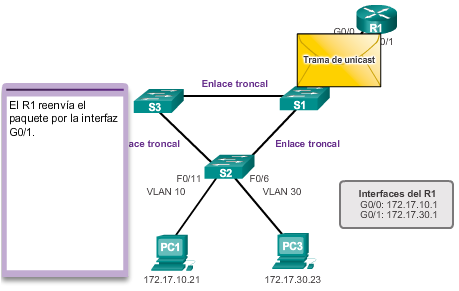 G0/0
R1
0/1
Trama de unicast
Enlace troncal
S3
S1
El R1 reenvía el
paquete por la interfaz
G0/1.
ace troncal
Enlace troncal
S2
F0/11
F0/6
VLAN 10
VLAN 30
Interfaces del R1
G0/0: 172.17.10.1
G0/1: 172.17.30.1
PC1
PC3
172.17.10.21
172.17.30.23